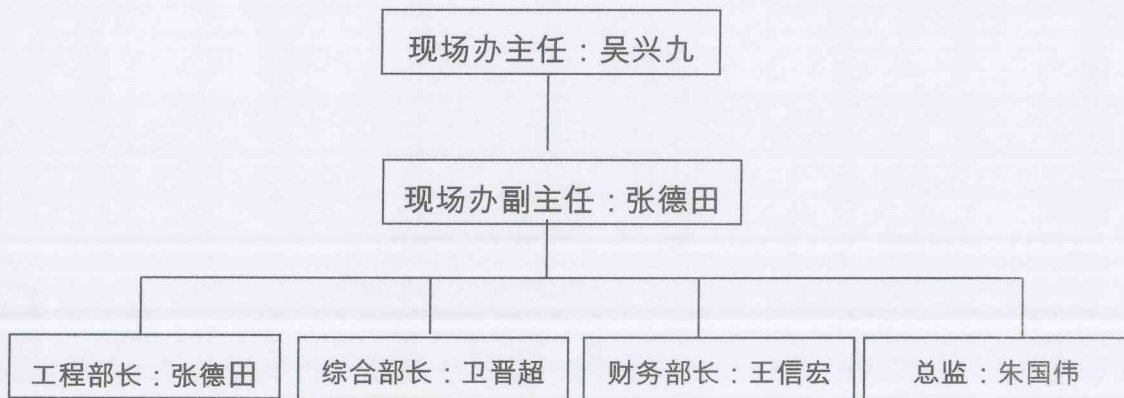 现场办主任：吴兴九
现场办副主任：张德田
工程部长：张德田
综合部长：卫晋超
财务部长：王信宏
总监：朱国伟